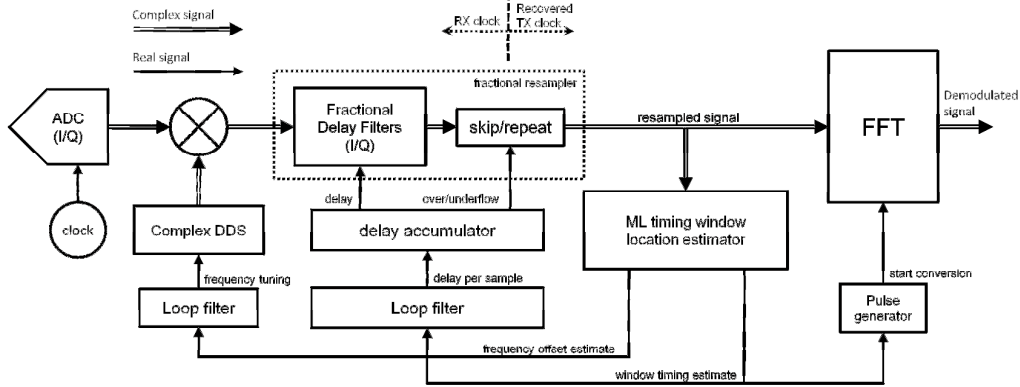 Complex signal
Real signal
RX clock
Recovered
TX clock
fractional resampler
ADC
(I/Q)
Fractional
Delay Filters
(I/Q)
skip/repeat
resampled signal
FFT
Demodulated
signal
delay
over/underflow
clock
Complex DDS
delay accumulator
ML timing window
location estimator
frequency tuning
delay per sample
start conversion
Loop filter
Loop filter
Pulse
generator
frequency offset estimate
window timing estimate